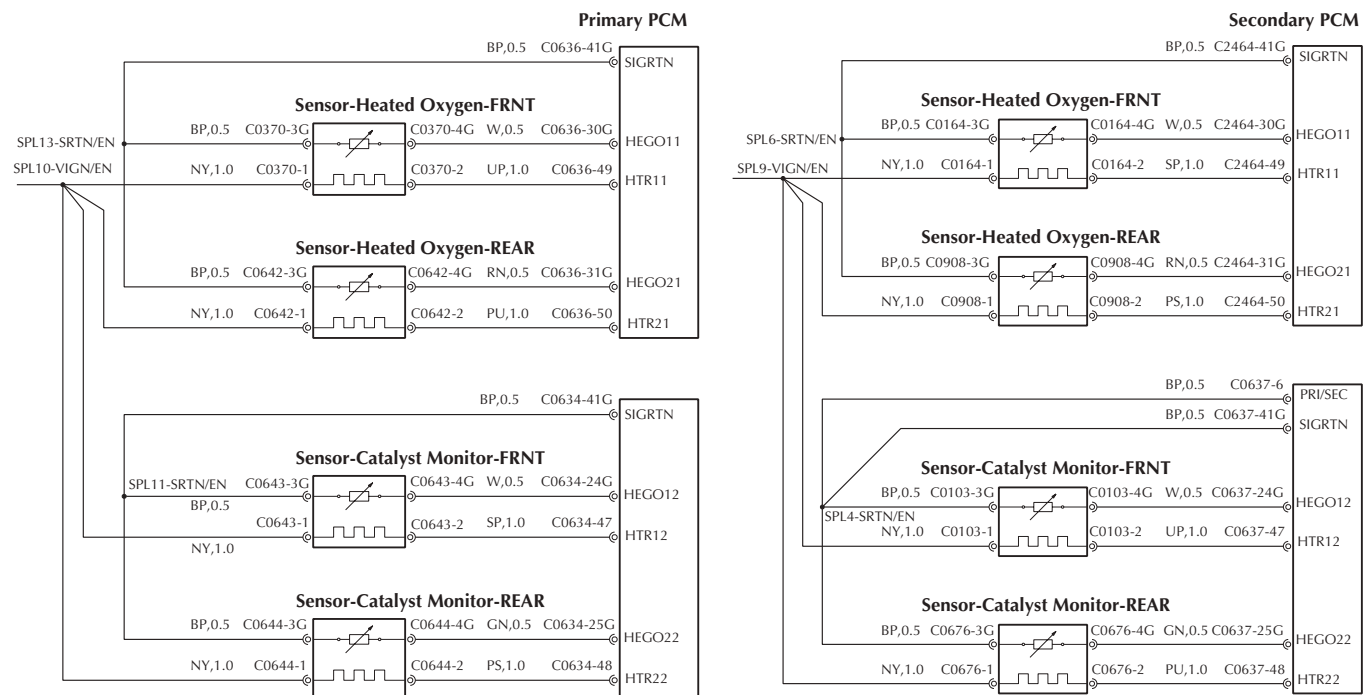 Primary PCM
BP,0.5 C0636-41G
SIGRTN
Sensor-Heated Oxygen-FRNT
SPL13-SRTN/EN
BP,0.5 C0370-3G
C0370-4G W,0.5 C0636-30G
HEGO11
SPL10-VIGN/EN
NY,1.0 C0370-1
C0370-2 UP,1.0 C0636-49
HTR11
Sensor-Heated Oxygen-REAR
BP,0.5 C0642-3G
C0642-4G RN,0.5 C0636-31G
HEGO21
NY,1.0 C0642-1
C0642-2 PU,1.0 C0636-50
HTR21
BP,0.5 C0634-41G
SIGRTN
Sensor-Catalyst Monitor-FRNT
SPL11-SRTN/EN
C0643-3G
BP,0.5
C0643-4G W,0.5 C0634-24G
HEGO12
C0643-1
NY,1.0
C0643-2 SP,1.0 C0634-47
HTR12
Sensor-Catalyst Monitor-REAR
BP,0.5 C0644-3G
C0644-4G GN,0.5 C0634-25G
HEGO22
NY,1.0 C0644-1
C0644-2 PS,1.0 C0634-48
HTR22
Secondary PCM
BP,0.5 C2464-41G
SIGRTN
Sensor-Heated Oxygen-FRNT
SPL6-SRTN/EN
BP,0.5 C0164-3G
C0164-4G W,0.5 C2464-30G
HEGO11
SPL9-VIGN/EN
NY,1.0 C0164-1
C0164-2 SP,1.0 C2464-49
HTR11
Sensor-Heated Oxygen-REAR
BP,0.5 C0908-3G
C0908-4G RN,0.5 C2464-31G
HEGO21
NY,1.0 C0908-1
C0908-2 PS,1.0 C2464-50
HTR21
BP,0.5 C0637-6
PRI/SEC
BP,0.5 C0637-41G
SIGRTN
Sensor-Catalyst Monitor-FRNT
BP,0.5 C0103-3G
C0103-4G W,0.5 C0637-24G
HEGO12
SPL4-SRTN/EN
NY,1.0 C0103-1
C0103-2 UP,1.0 C0637-47
HTR12
Sensor-Catalyst Monitor-REAR
BP,0.5 C0676-3G
C0676-4G GN,0.5 C0637-25G
HEGO22
NY,1.0 C0676-1
C0676-2 PU,1.0 C0637-48
HTR22